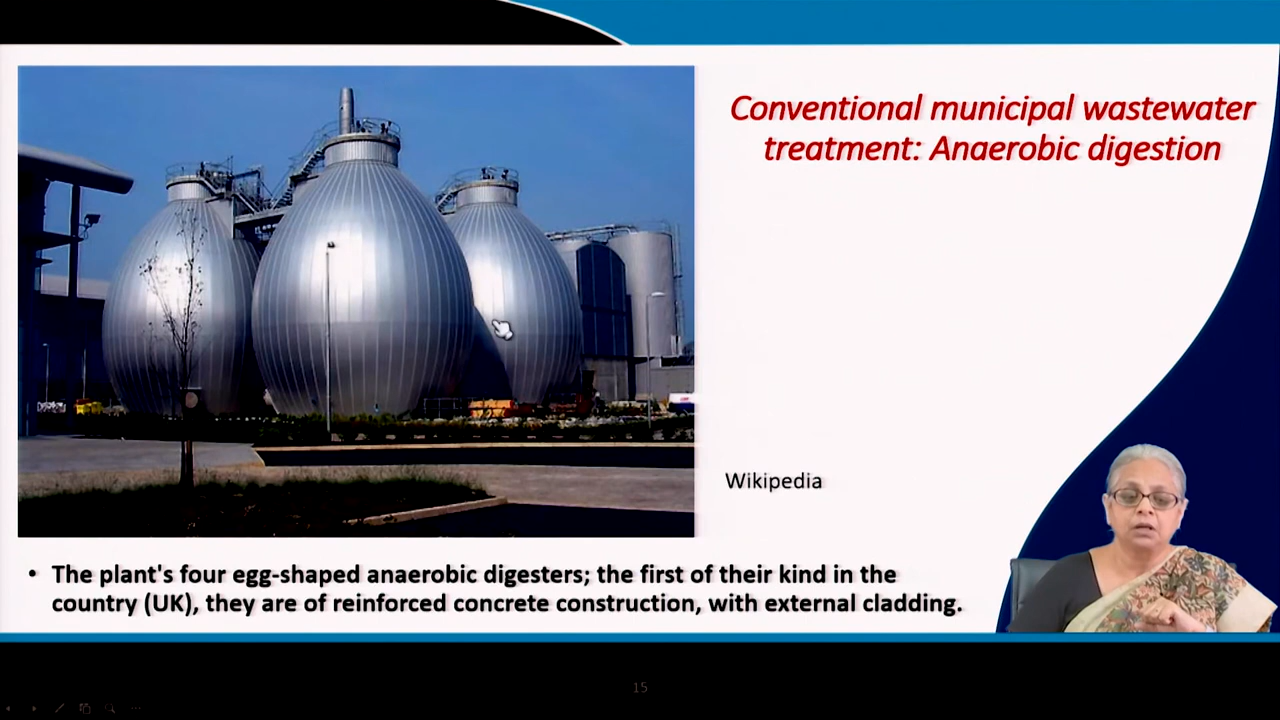 Conventional municipal wastewater
treatment: Anaerobic digestion
Wikipedia
• The plant's four egg-shaped anaerobic digesters; the first of their kind in the
country (UK), they are of reinforced concrete construction, with external cladding.
15